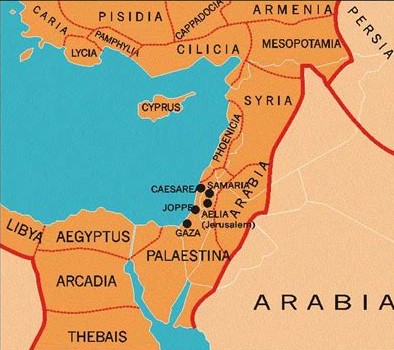 CARIA
PISIDIA
CAPPADOCIA
ARMENIA
PERSIA
LYCIA
PAMPHYLIA
CILICIA
MESOPOTAMIA
CYPRUS
SYRIA
PHOENICIA
CAESAREA
SAMARIA
ARABIA
JOPPE
AELIA
(Jerusalem)
GAZA
LIBYA
AEGYPTUS
PALAESTINA
ARCADIA
ARABIA
THEBAIS